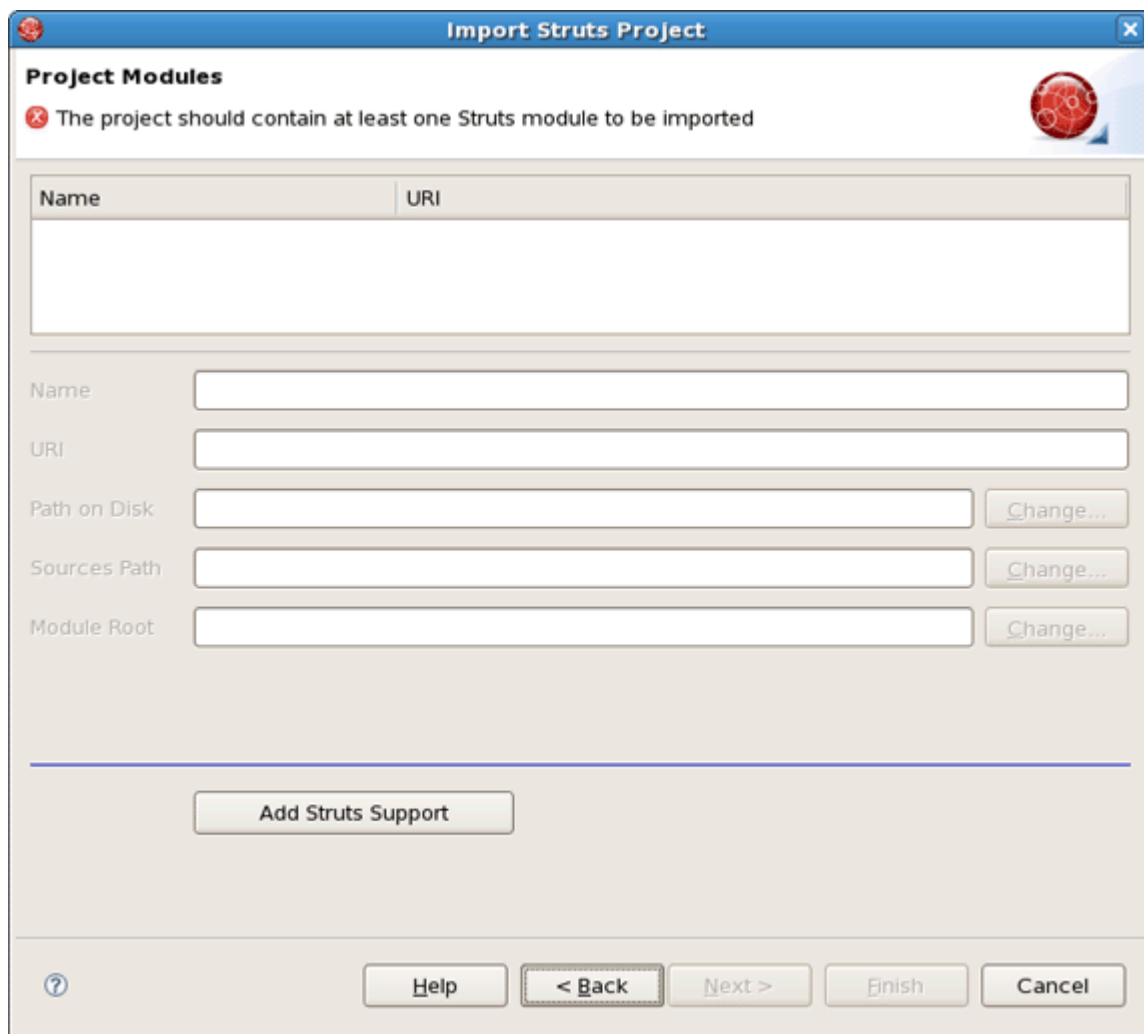 Import Struts Project
Project Modules
The project should contain at least one Struts module to be imported
Name URI
Name
URI
Path on Disk Change...
Sources Path Change...
Module Root Change...
Add Struts Support
? Help < Back Next > Finish Cancel